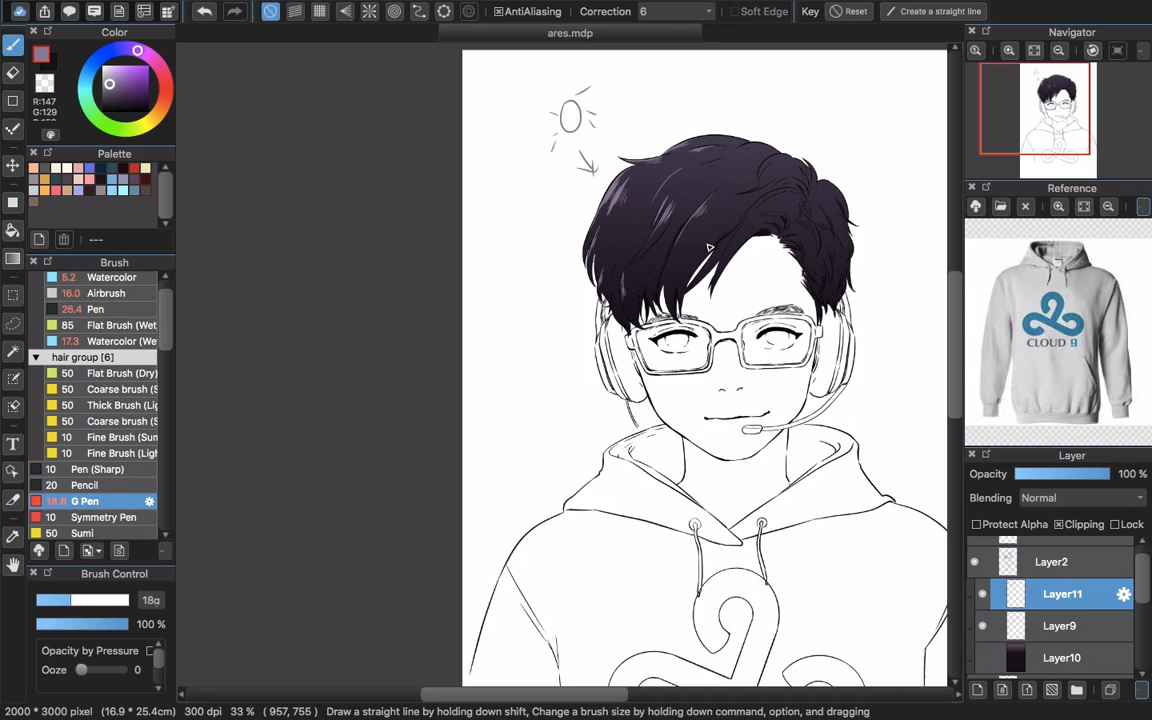 AntiAliasing Correction 6 Soft Edge Key Reset Create a straight line
ares.mdp
Color
R:147
G:129
Palette
---
Brush
5.2 Watercolor
16.0 Airbrush
26.4 Pen
85 Flat Brush (Wet
17.3 Watercolor (We
hair group [6]
50 Flat Brush (Dry)
50 Coarse brush (S
50 Thick Brush (Li
50 Coarse brush (S
10 Fine Brush (Sun
10 Fine Brush (Ligh
10 Pen (Sharp)
20 Pencil
18.8 G Pen
10 Symmetry Pen
50 Sumi
Brush Control
100 %
Opacity by Pressure
Ooze 0
Navigator
Reference
CLOUD 9
Layer
Opacity 100 %
Blending Normal
Protect Alpha Clipping Lock
Layer2
Layer11
Layer9
Layer10
2000 * 3000 pixel (16.9 * 25.4cm) 300 dpi 33 % ( 957, 755 ) Draw a straight line by holding down shift, Change a brush size by holding down command, option, and dragging